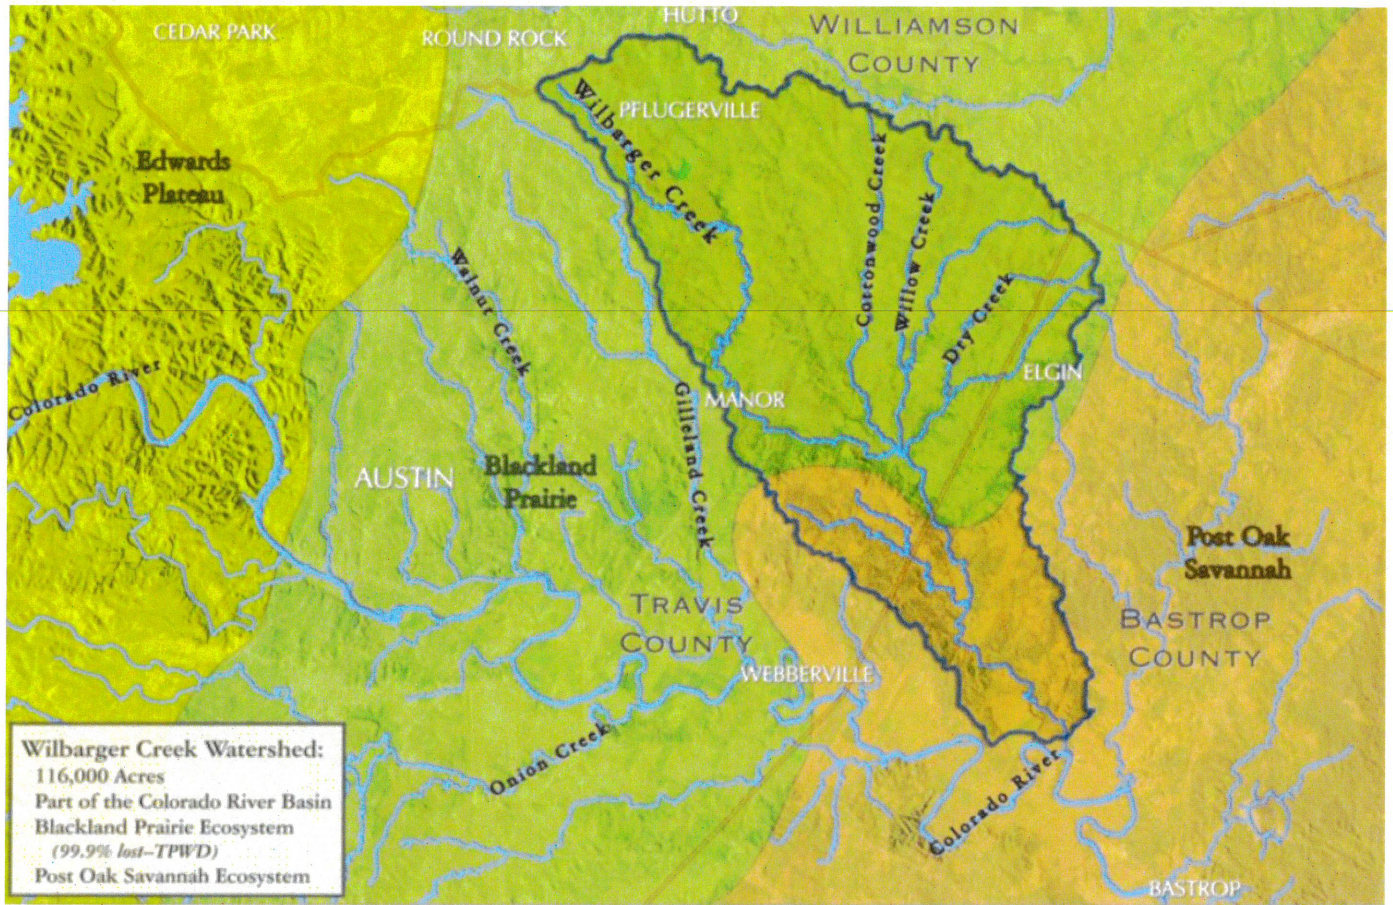 HUTTO
WILLIAMSON
COUNTY
CEDAR PARK
ROUND ROCK
PFLUGERVILLE
Wilbarger Creek
Edwards
Plateau
Cottonwood Creek
Willow Creek
Walnut Creek
Dry Creek
Colorado River
ELGIN
MANOR
Gilleland Creek
AUSTIN
Blackland
Prairie
Post Oak
Savannah
TRAVIS
COUNTY
BASTROP
COUNTY
WEBBERVILLE
Onion Creek
Colorado River
BASTROP
Wilbarger Creek Watershed:
116,000 Acres
Part of the Colorado River Basin
Blackland Prairie Ecosystem
(99.9% lost–TPWD)
Post Oak Savannah Ecosystem